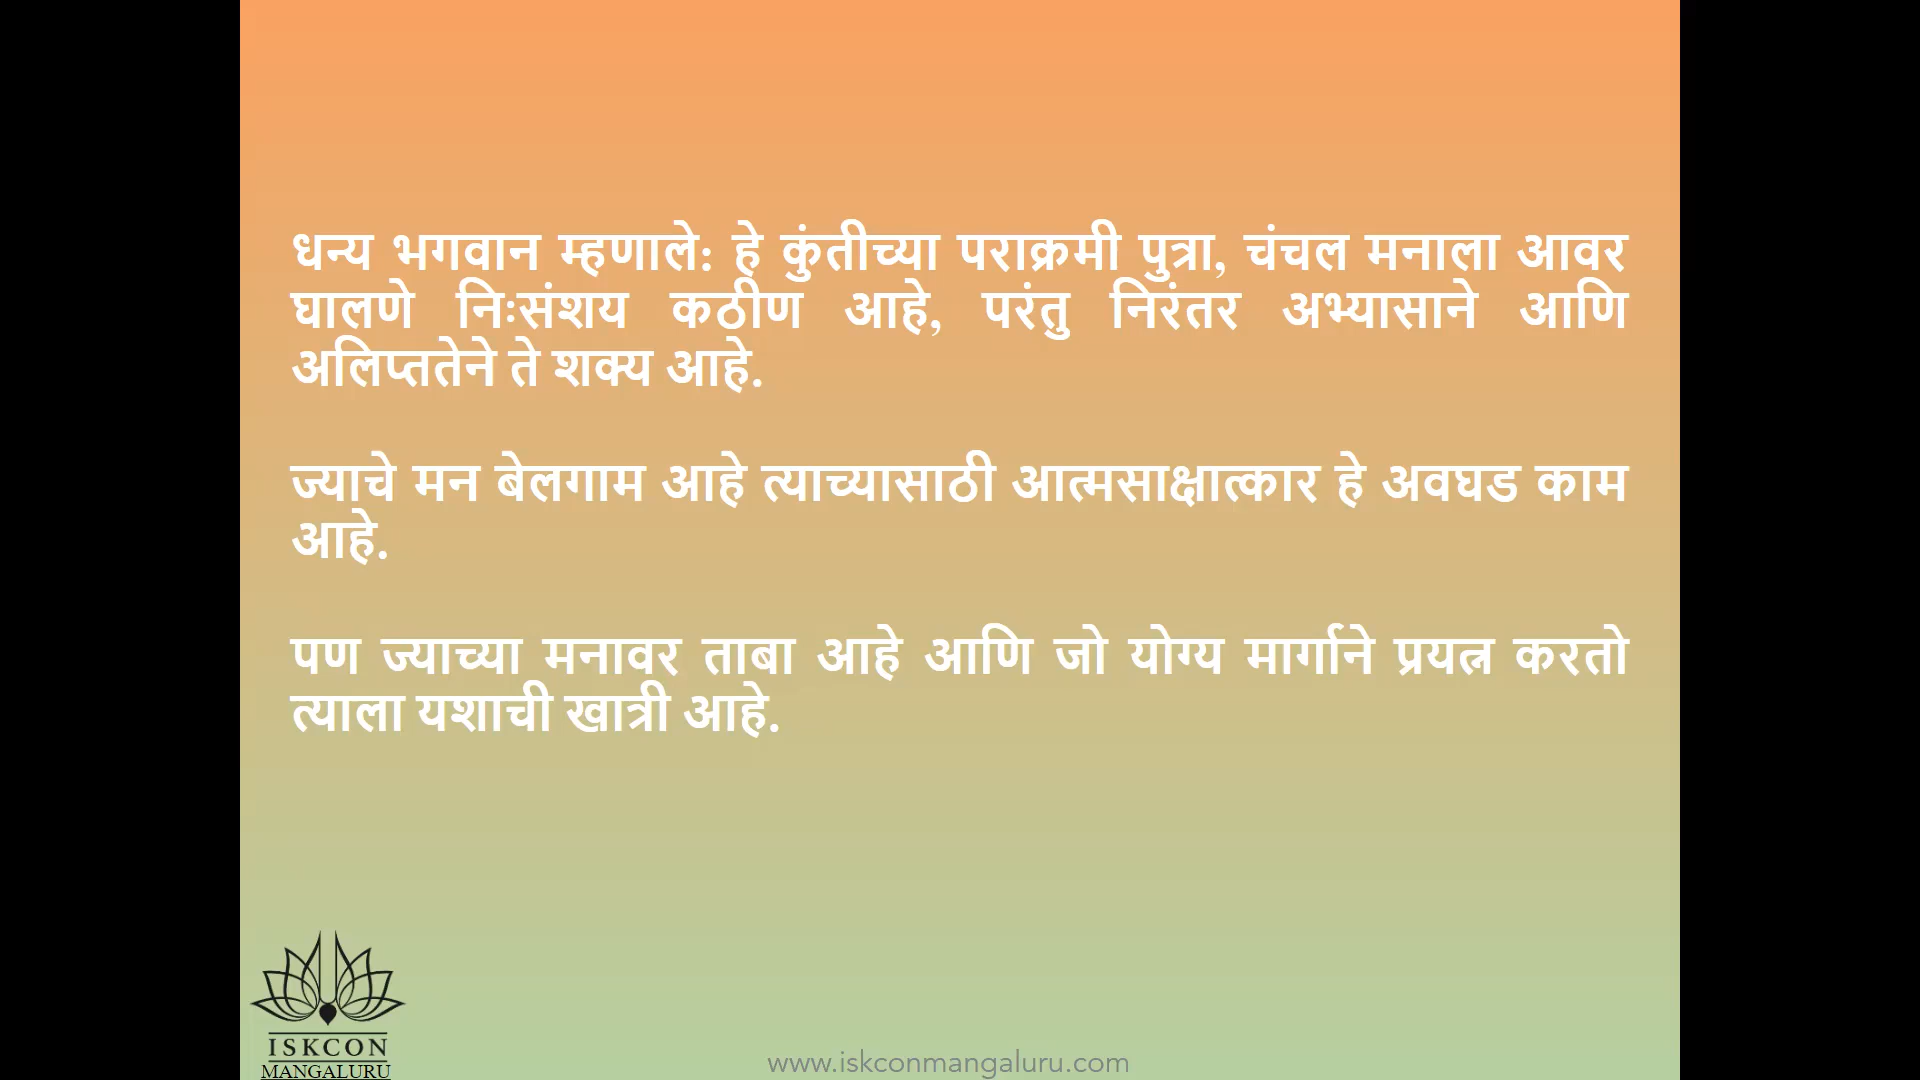 धन्य भगवान म्हणाले: हे कुंतीच्या पराक्रमी पुत्रा, चंचल मनाला आवर
घालणे निःसंशय कठीण आहे, परंतु निरंतर अभ्यासाने आणि
अलिप्ततेने ते शक्य आहे.
ज्याचे मन बेलगाम आहे त्याच्यासाठी आत्मसाक्षात्कार हे अवघड काम
आहे.
पण ज्याच्या मनावर ताबा आहे आणि जो योग्य मार्गाने प्रयत्न करतो
त्याला यशाची खात्री आहे.
ISKCON
MANGALURU
www.iskconmangaluru.com